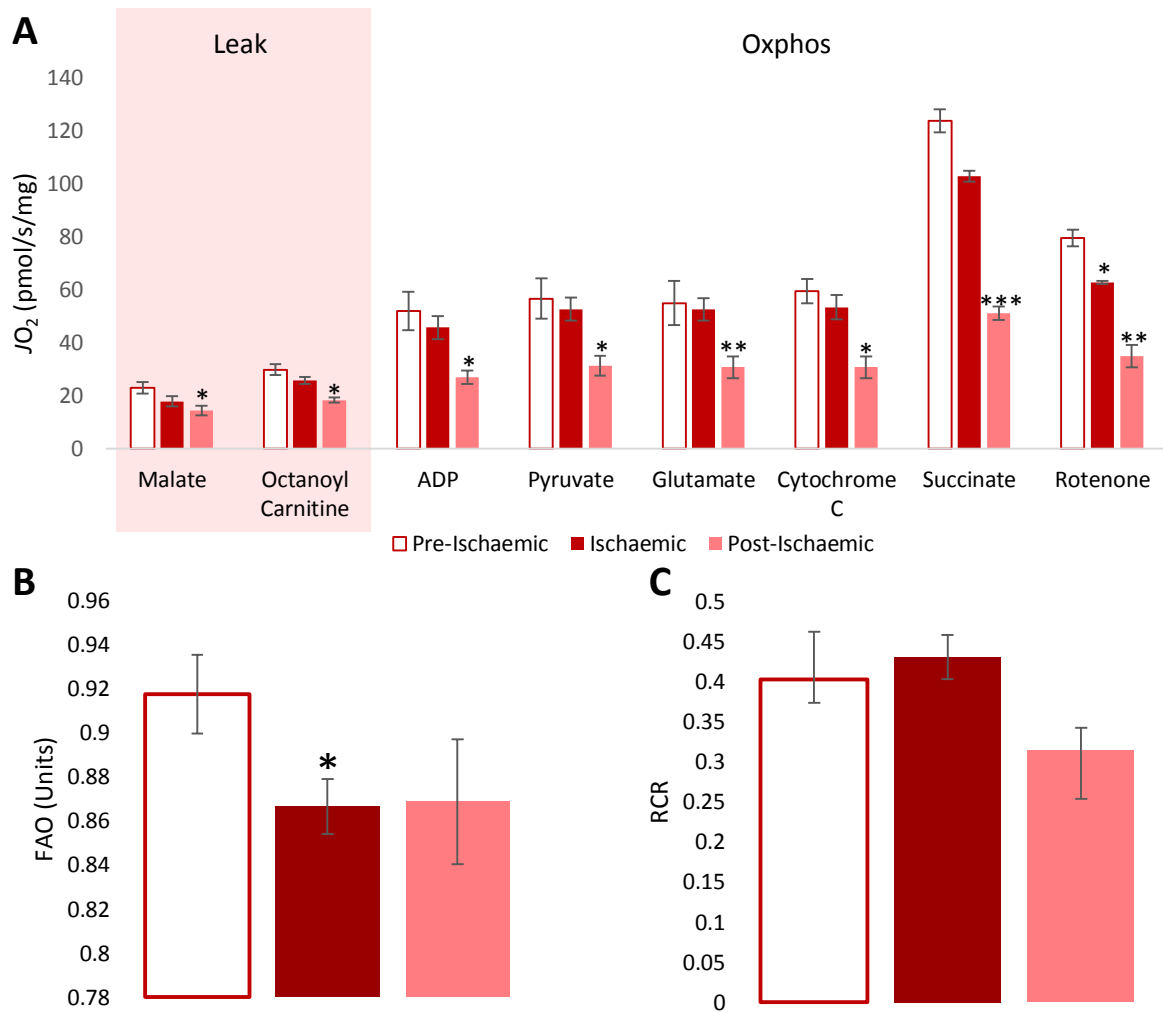 A
Leak
Oxphos
140
120
100
80
60
40
20
0
JO₂ (pmol/s/mg)
*
*
*
*
**
*
***
*
**
Malate
Octanoyl
Carnitine
ADP
Pyruvate
Glutamate
Cytochrome
C
Succinate
Rotenone
Pre-Ischaemic Ischaemic Post-Ischaemic
B
0.96
0.94
0.92
0.9
0.88
0.86
0.84
0.82
0.8
0.78
FAO (Units)
*
C
0.5
0.45
0.4
0.35
0.3
0.25
0.2
0.15
0.1
0.05
0
RCR